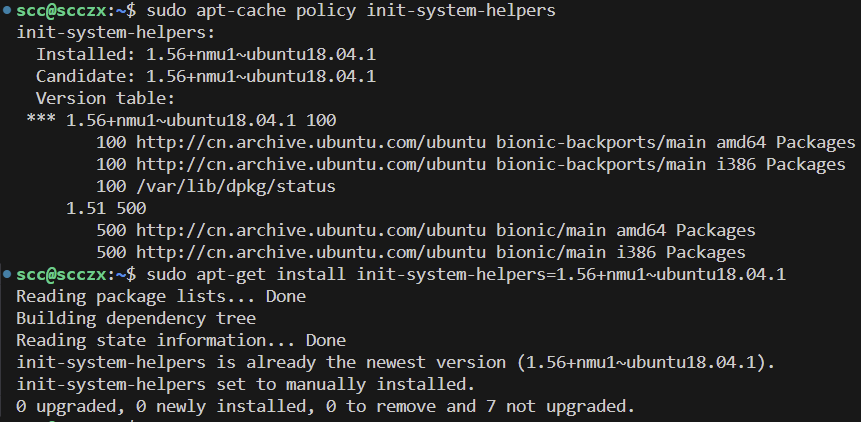 scc@scczx:~$ sudo apt-cache policy init-system-helpers
init-system-helpers:
  Installed: 1.56+nmu1~ubuntu18.04.1
  Candidate: 1.56+nmu1~ubuntu18.04.1
  Version table:
 *** 1.56+nmu1~ubuntu18.04.1 100
        100 http://cn.archive.ubuntu.com/ubuntu bionic-backports/main amd64 Packages
        100 http://cn.archive.ubuntu.com/ubuntu bionic-backports/main i386 Packages
        100 /var/lib/dpkg/status
     1.51 500
        500 http://cn.archive.ubuntu.com/ubuntu bionic/main amd64 Packages
        500 http://cn.archive.ubuntu.com/ubuntu bionic/main i386 Packages
scc@scczx:~$ sudo apt-get install init-system-helpers=1.56+nmu1~ubuntu18.04.1
Reading package lists... Done
Building dependency tree
Reading state information... Done
init-system-helpers is already the newest version (1.56+nmu1~ubuntu18.04.1).
init-system-helpers set to manually installed.
0 upgraded, 0 newly installed, 0 to remove and 7 not upgraded.